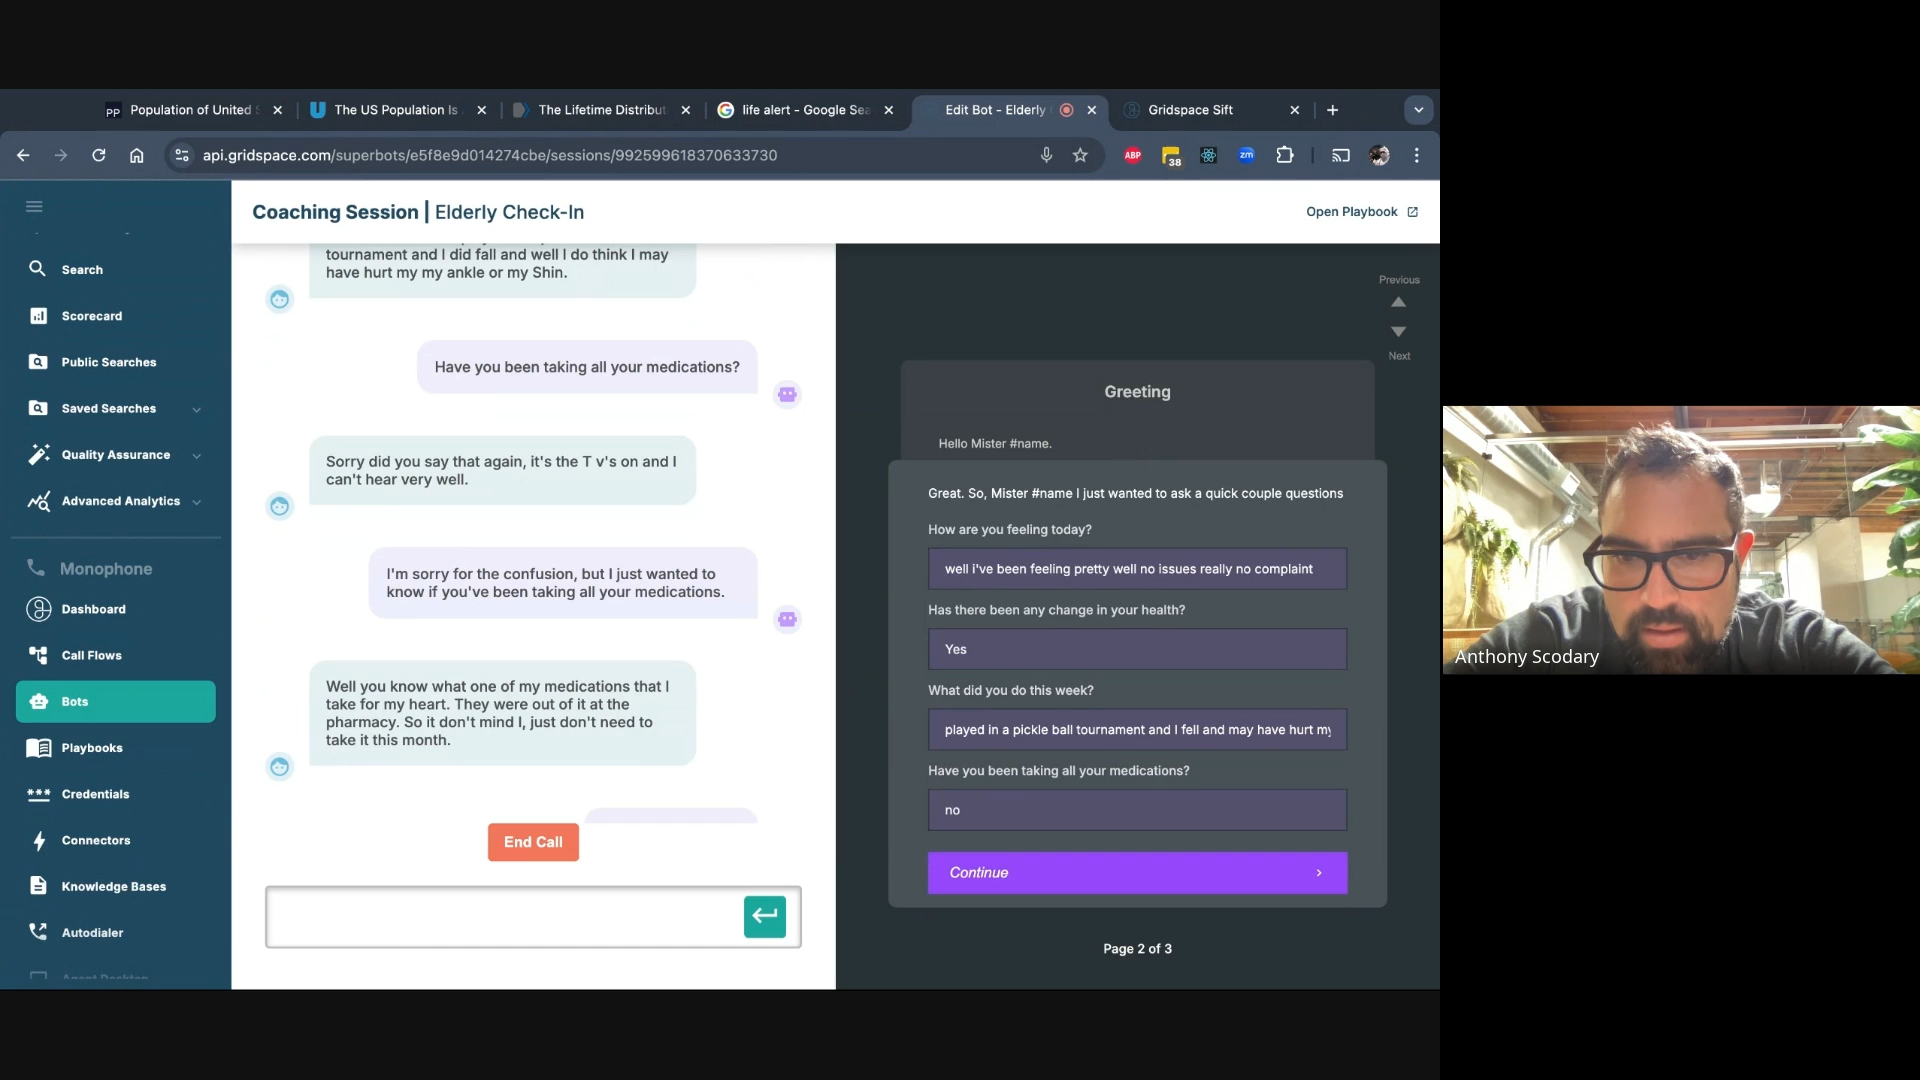 Population of United S
The US Population Is
The Lifetime Distribut
life alert - Google Sea
Edit Bot - Elderly
Gridspace Sift
api.gridspace.com/superbots/e5f8e9d014274cbe/sessions/992599618370633730
ABP
38
zm
Coaching Session | Elderly Check-In
Open Playbook
Search
Scorecard
Public Searches
Saved Searches
Quality Assurance
Advanced Analytics
Monophone
Dashboard
Call Flows
Bots
Playbooks
Credentials
Connectors
Knowledge Bases
Autodialer
Agent Desktop
tournament and I did fall and well I do think I may
have hurt my my ankle or my Shin.
Have you been taking all your medications?
Sorry did you say that again, it's the T v's on and I
can't hear very well.
I'm sorry for the confusion, but I just wanted to
know if you've been taking all your medications.
Well you know what one of my medications that I
take for my heart. They were out of it at the
pharmacy. So it don't mind I, just don't need to
take it this month.
End Call
Previous
Next
Greeting
Hello Mister #name.
Great. So, Mister #name I just wanted to ask a quick couple questions
How are you feeling today?
well i've been feeling pretty well no issues really no complaint
Has there been any change in your health?
Yes
What did you do this week?
played in a pickle ball tournament and I fell and may have hurt my
Have you been taking all your medications?
no
Continue
Page 2 of 3
Anthony Scodary